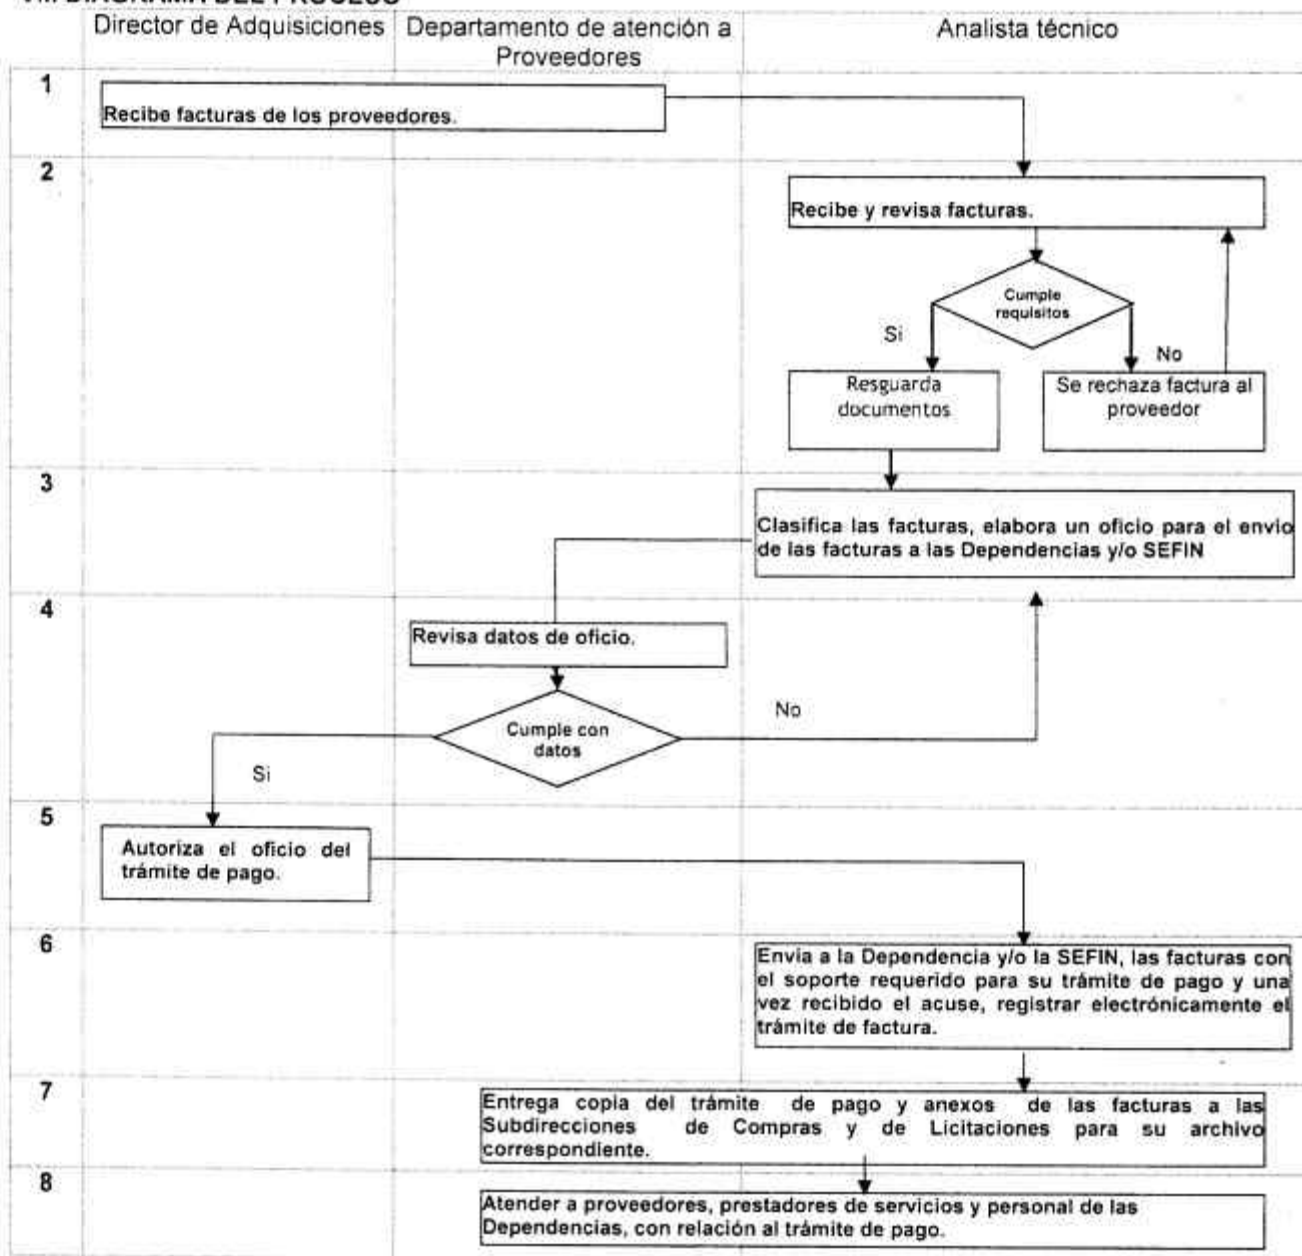 DIAGRAMA DEL PROCESO
Director de Adquisiciones
Departamento de atención a
Proveedores
Analista técnico
1
Recibe facturas de los proveedores.
2
Recibe y revisa facturas.
Cumple
requisitos
Si
No
Resguarda
documentos
Se rechaza factura al
proveedor
3
Clasifica las facturas, elabora un oficio para el envio
de las facturas a las Dependencias y/o SEFIN
4
Revisa datos de oficio.
Cumple con
datos
No
Si
5
Autoriza el oficio del
trámite de pago.
6
Envia a la Dependencia y/o la SEFIN, las facturas con
el soporte requerido para su trámite de pago y una
vez recibido el acuse, registrar electrónicamente el
trámite de factura.
7
Entrega copia del trámite de pago y anexos de las facturas a las
Subdirecciones de Compras y de Licitaciones para su archivo
correspondiente.
8
Atender a proveedores, prestadores de servicios y personal de las
Dependencias, con relación al trámite de pago.